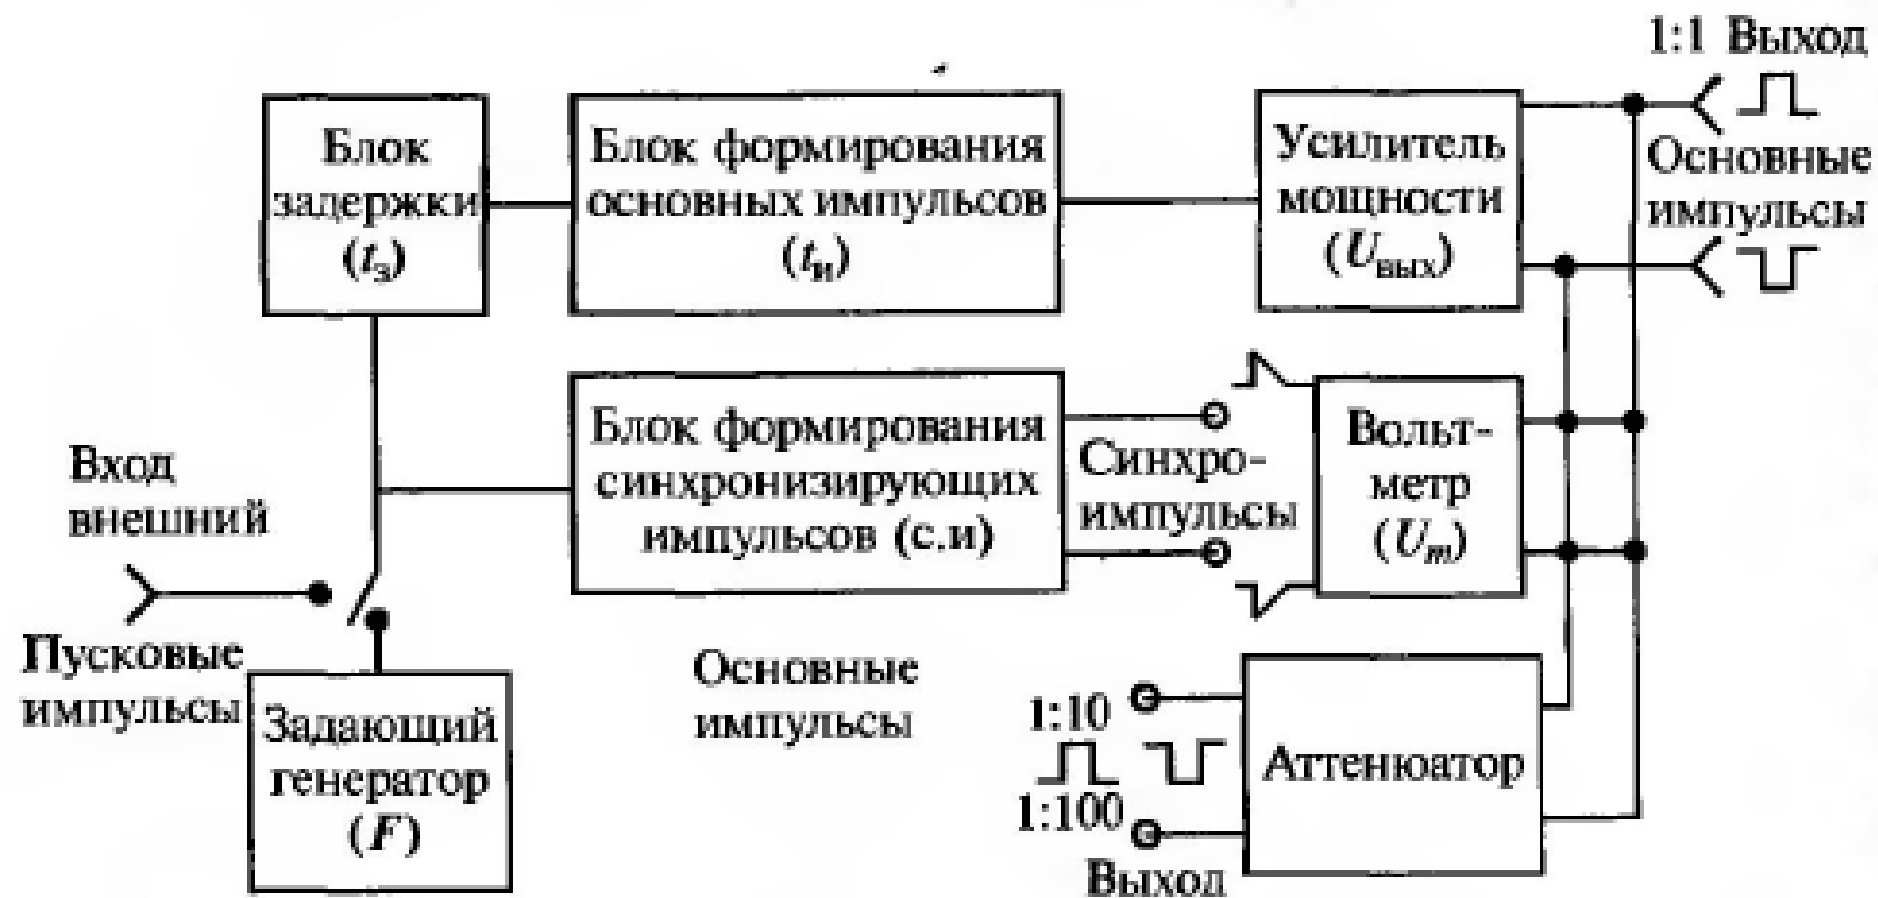 1:1 Выход
Блок
задержки
(tз)
Блок формирования
основных импульсов
(tи)
Усилитель
мощности
(Uвых)
Основные
импульсы
Блок формирования
синхронизирующих
импульсов (с.и)
Синхро-
импульсы
Вольт-
метр
(Um)
Вход
внешний
Пусковые
импульсы
Задающий
генератор
(F)
Основные
импульсы
1:10
1:100
Выход
Аттенюатор